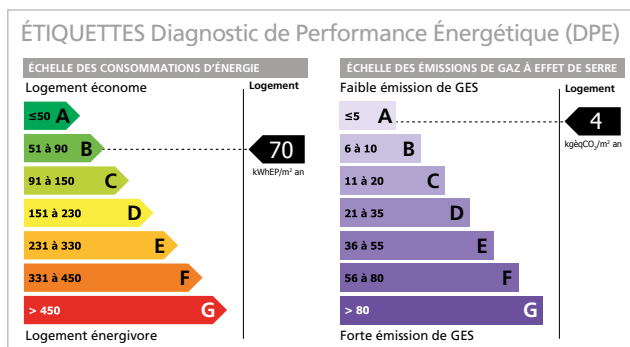 ÉTIQUETTES Diagnostic de Performance Énergétique (DPE)
ÉCHELLE DES CONSOMMATIONS D'ÉNERGIE
Logement économe
Logement
≤50 A
51 à 90 B
70
kWhEP/m² an
91 à 150 C
151 à 230 D
231 à 330 E
331 à 450 F
> 450 G
Logement énergivore
ÉCHELLE DES ÉMISSIONS DE GAZ À EFFET DE SERRE
Faible émission de GES
Logement
≤5 A
4
kgéqCO₂/m² an
6 à 10 B
11 à 20 C
21 à 35 D
36 à 55 E
56 à 80 F
> 80 G
Forte émission de GES